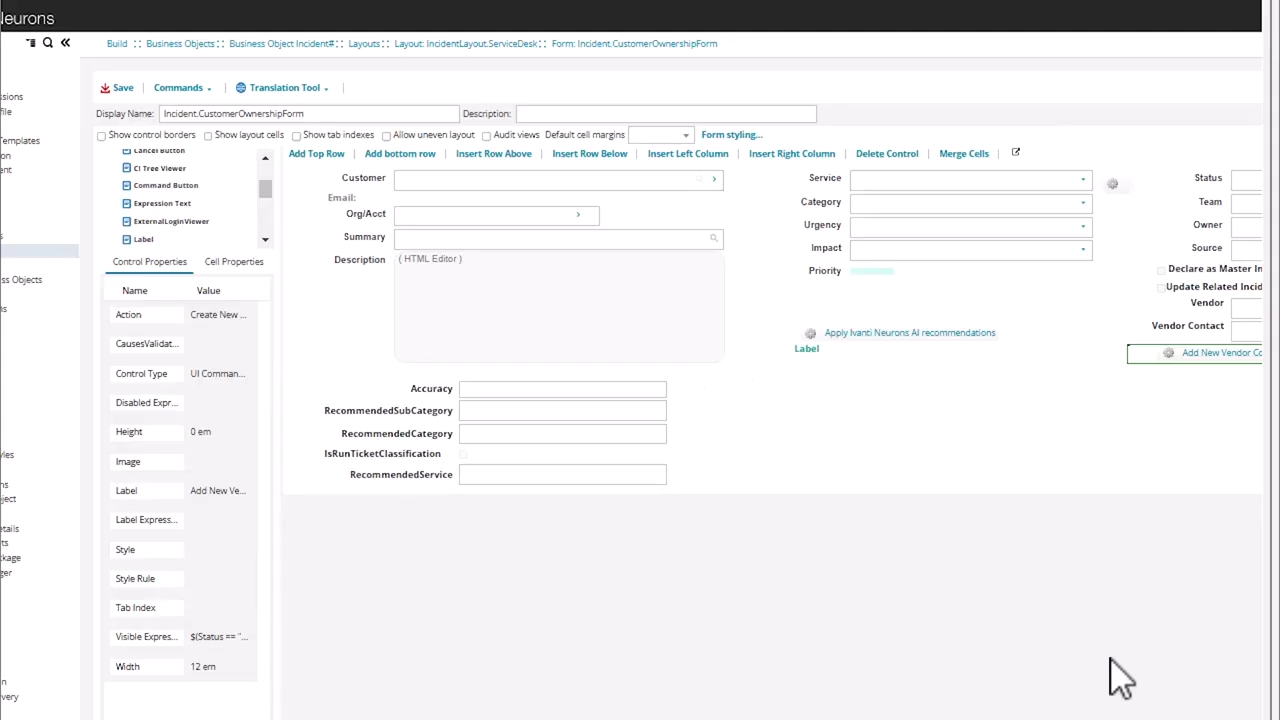 Neurons
Build :: Business Objects :: Business Object Incident# :: Layouts :: Layout: IncidentLayout.ServiceDesk :: Form: Incident.CustomerOwnershipForm
Save Commands Translation Tool
Display Name: Incident.CustomerOwnershipForm Description:
Show control borders Show layout cells Show tab indexes Allow uneven layout Audit views Default cell margins Form styling...
Add Top Row Add bottom row Insert Row Above Insert Row Below Insert Left Column Insert Right Column Delete Control Merge Cells
Cancel Button
CI Tree Viewer
Command Button
Expression Text
ExternalLoginViewer
Label
Control Properties Cell Properties
Name Value
Action Create New ...
CausesValidat...
Control Type UI Comman...
Disabled Expr...
Height 0 em
Image
Label Add New Ve...
Label Express...
Style
Style Rule
Tab Index
Visible Expres... $(Status == "...
Width 12 em
Customer
Email:
Org/Acct
Summary
Description ( HTML Editor )
Accuracy
RecommendedSubCategory
RecommendedCategory
IsRunTicketClassification
RecommendedService
Service
Category
Urgency
Impact
Priority
Apply Ivanti Neurons AI recommendations
Label
Status
Team
Owner
Source
Declare as Master In
Update Related Incid
Vendor
Vendor Contact
Add New Vendor Co
ssions
file
Templates
ss Objects